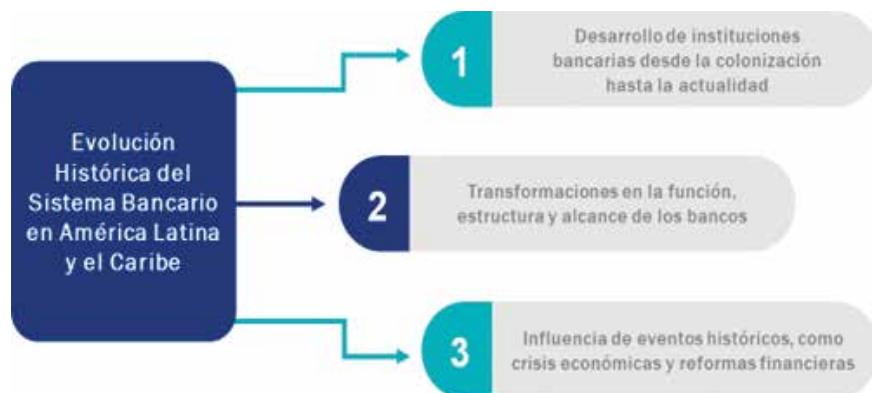 Evolución
Histórica del
Sistema Bancario
en América Latina
y el Caribe
1
Desarrollo de instituciones
bancarias desde la colonización
hasta la actualidad
2
Transformaciones en la función,
estructura y alcance de los bancos
3
Influencia de eventos históricos, como
crisis económicas y reformas financieras